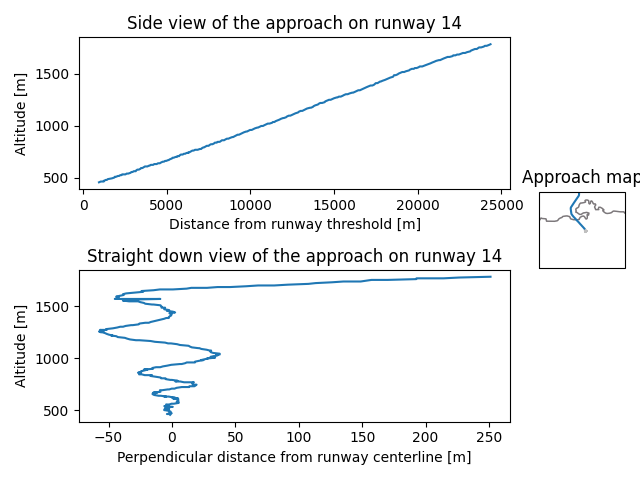 Side view of the approach on runway 14
Altitude [m]
1500
1000
500
0
5000
10000
15000
20000
25000
Distance from runway threshold [m]
Approach map
Straight down view of the approach on runway 14
Altitude [m]
1500
1000
500
−50
0
50
100
150
200
250
Perpendicular distance from runway centerline [m]